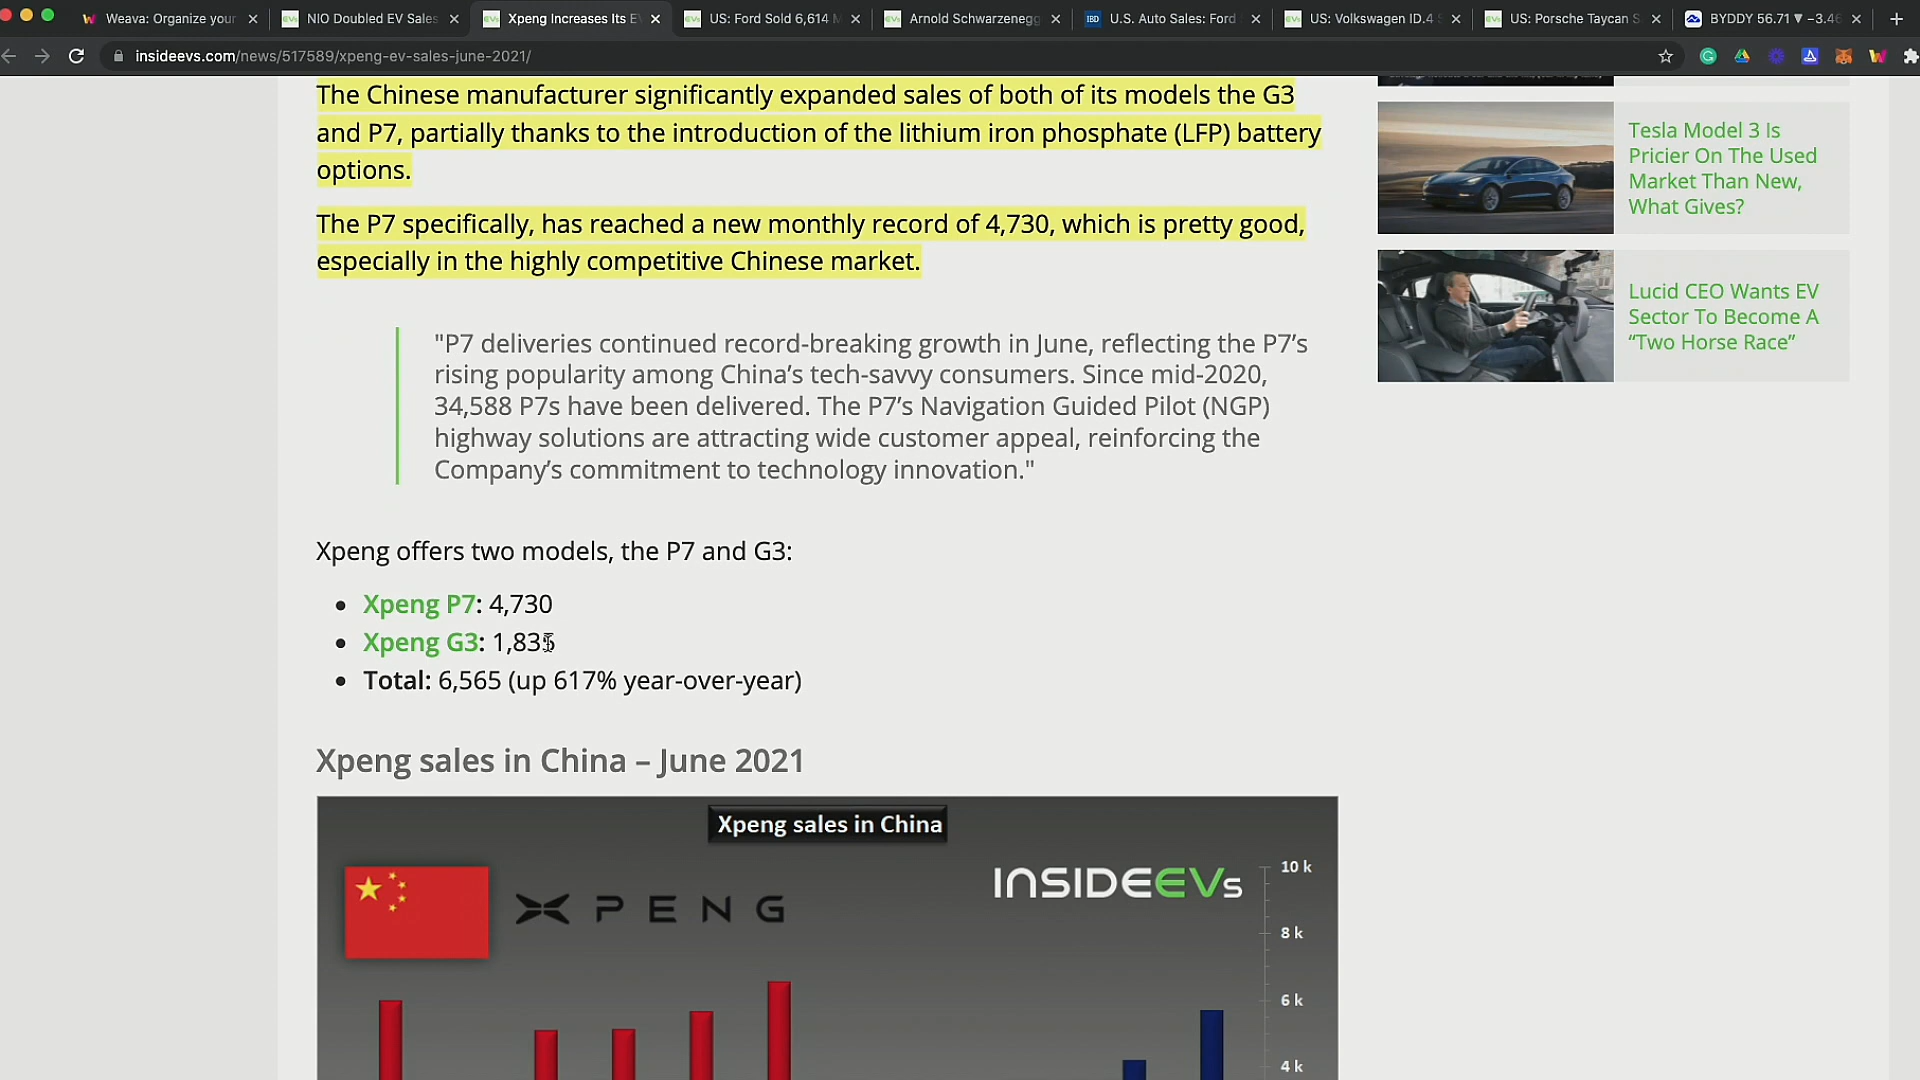 Weava: Organize your
NIO Doubled EV Sales
Xpeng Increases Its E
US: Ford Sold 6,614 M
Arnold Schwarzenegg
IBD
U.S. Auto Sales: Ford
US: Volkswagen ID.4 S
US: Porsche Taycan S
BYDDY 56.71 ▼ −3.46
insideevs.com/news/517589/xpeng-ev-sales-june-2021/
The Chinese manufacturer significantly expanded sales of both of its models the G3
and P7, partially thanks to the introduction of the lithium iron phosphate (LFP) battery
options.
The P7 specifically, has reached a new monthly record of 4,730, which is pretty good,
especially in the highly competitive Chinese market.
"P7 deliveries continued record-breaking growth in June, reflecting the P7’s
rising popularity among China’s tech-savvy consumers. Since mid-2020,
34,588 P7s have been delivered. The P7’s Navigation Guided Pilot (NGP)
highway solutions are attracting wide customer appeal, reinforcing the
Company’s commitment to technology innovation."
Xpeng offers two models, the P7 and G3:
• Xpeng P7: 4,730
• Xpeng G3: 1,835
• Total: 6,565 (up 617% year-over-year)
Xpeng sales in China – June 2021
Xpeng sales in China
XPENG
INSIDEEVs
10 k
8 k
6 k
4 k
Tesla Model 3 Is
Pricier On The Used
Market Than New,
What Gives?
Lucid CEO Wants EV
Sector To Become A
“Two Horse Race”